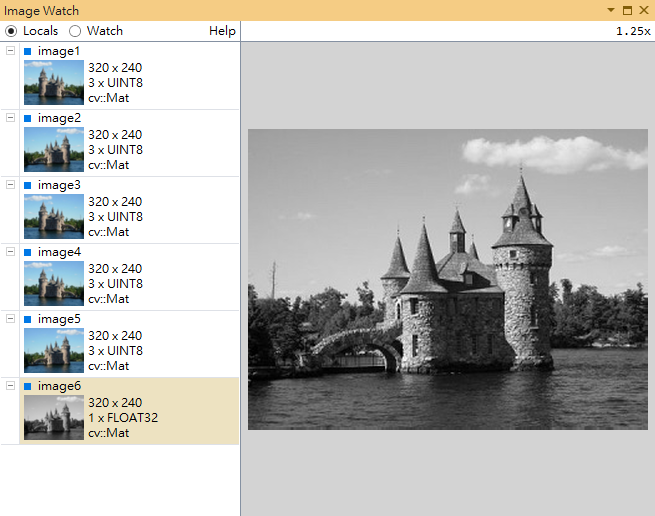 Image Watch
Locals Watch Help 1.25x
image1
320 x 240
3 x UINT8
cv::Mat
image2
320 x 240
3 x UINT8
cv::Mat
image3
320 x 240
3 x UINT8
cv::Mat
image4
320 x 240
3 x UINT8
cv::Mat
image5
320 x 240
3 x UINT8
cv::Mat
image6
320 x 240
1 x FLOAT32
cv::Mat